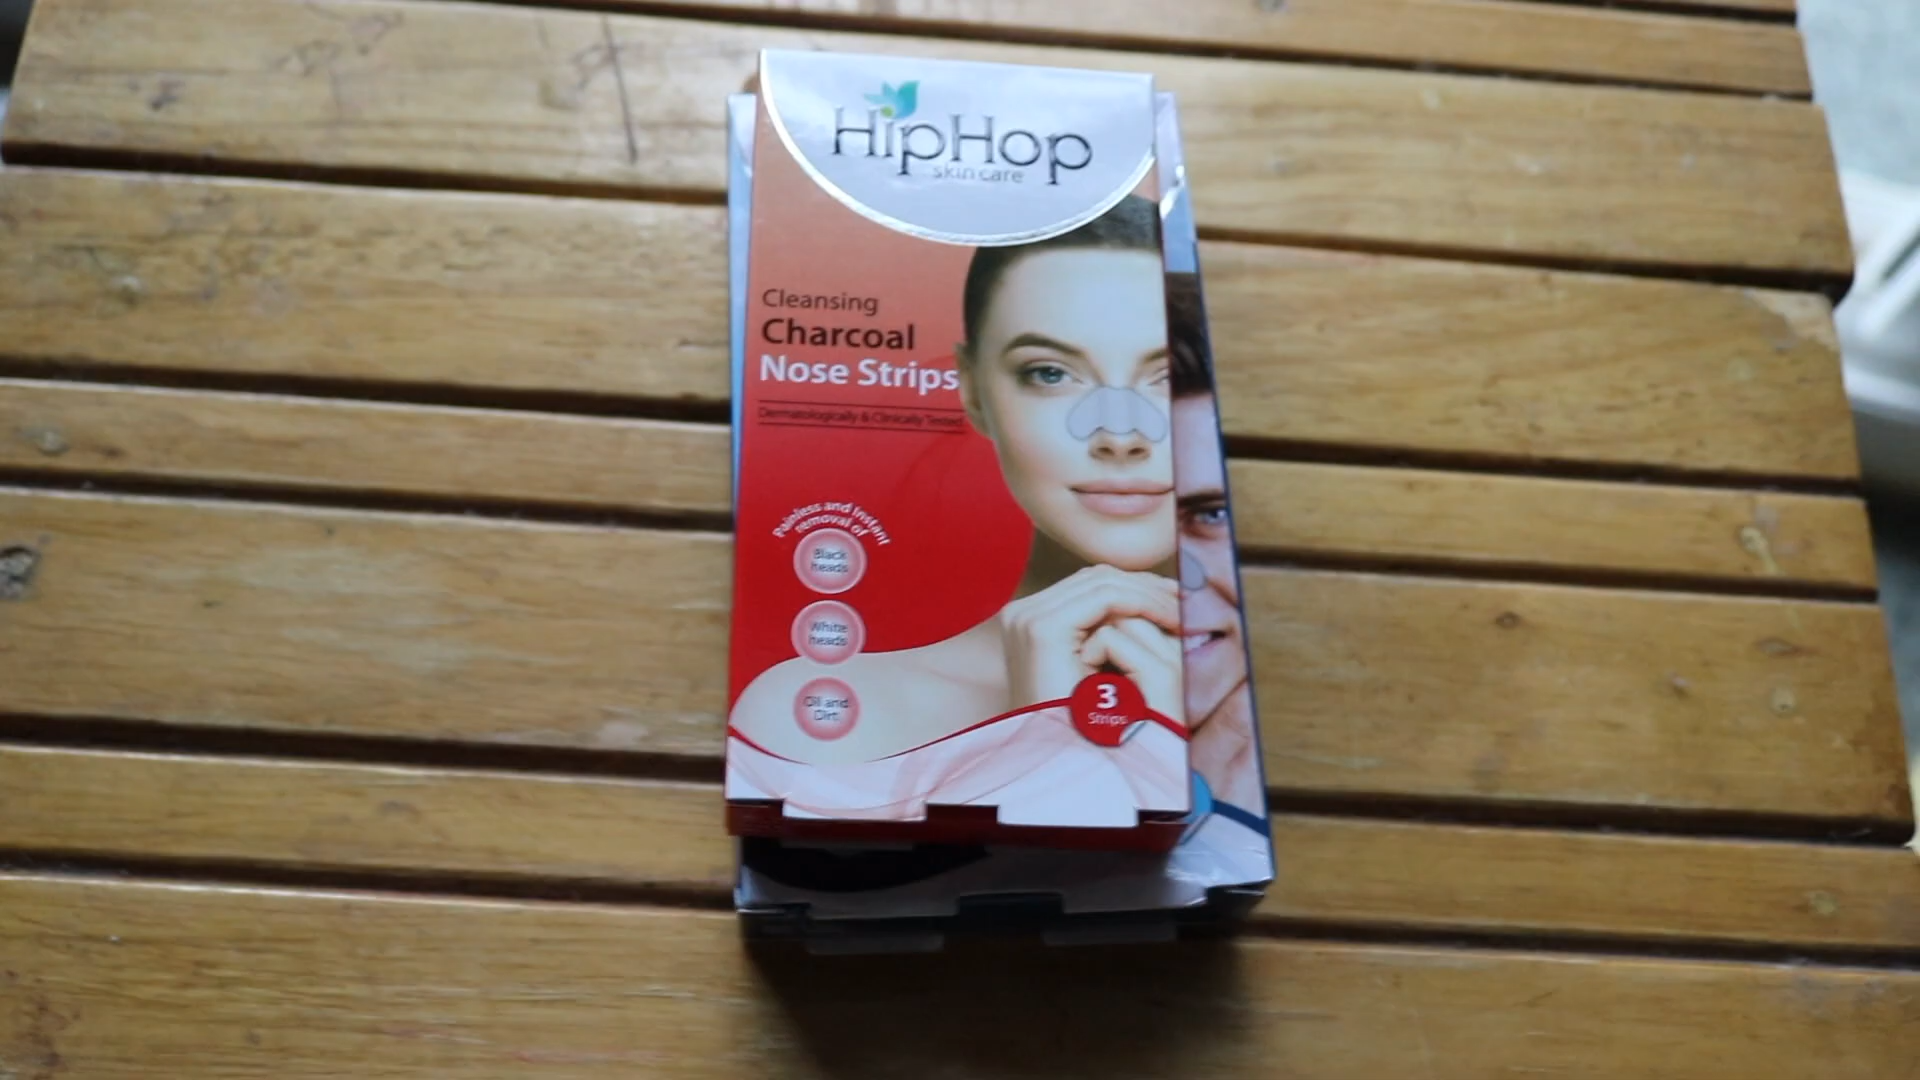 HipHop
skin care
Cleansing
Charcoal
Nose Strips
Dermatologically & Clinically Tested
Painless and Instant
removal of
Black
heads
White
heads
Oil and
Dirt
3
Strips